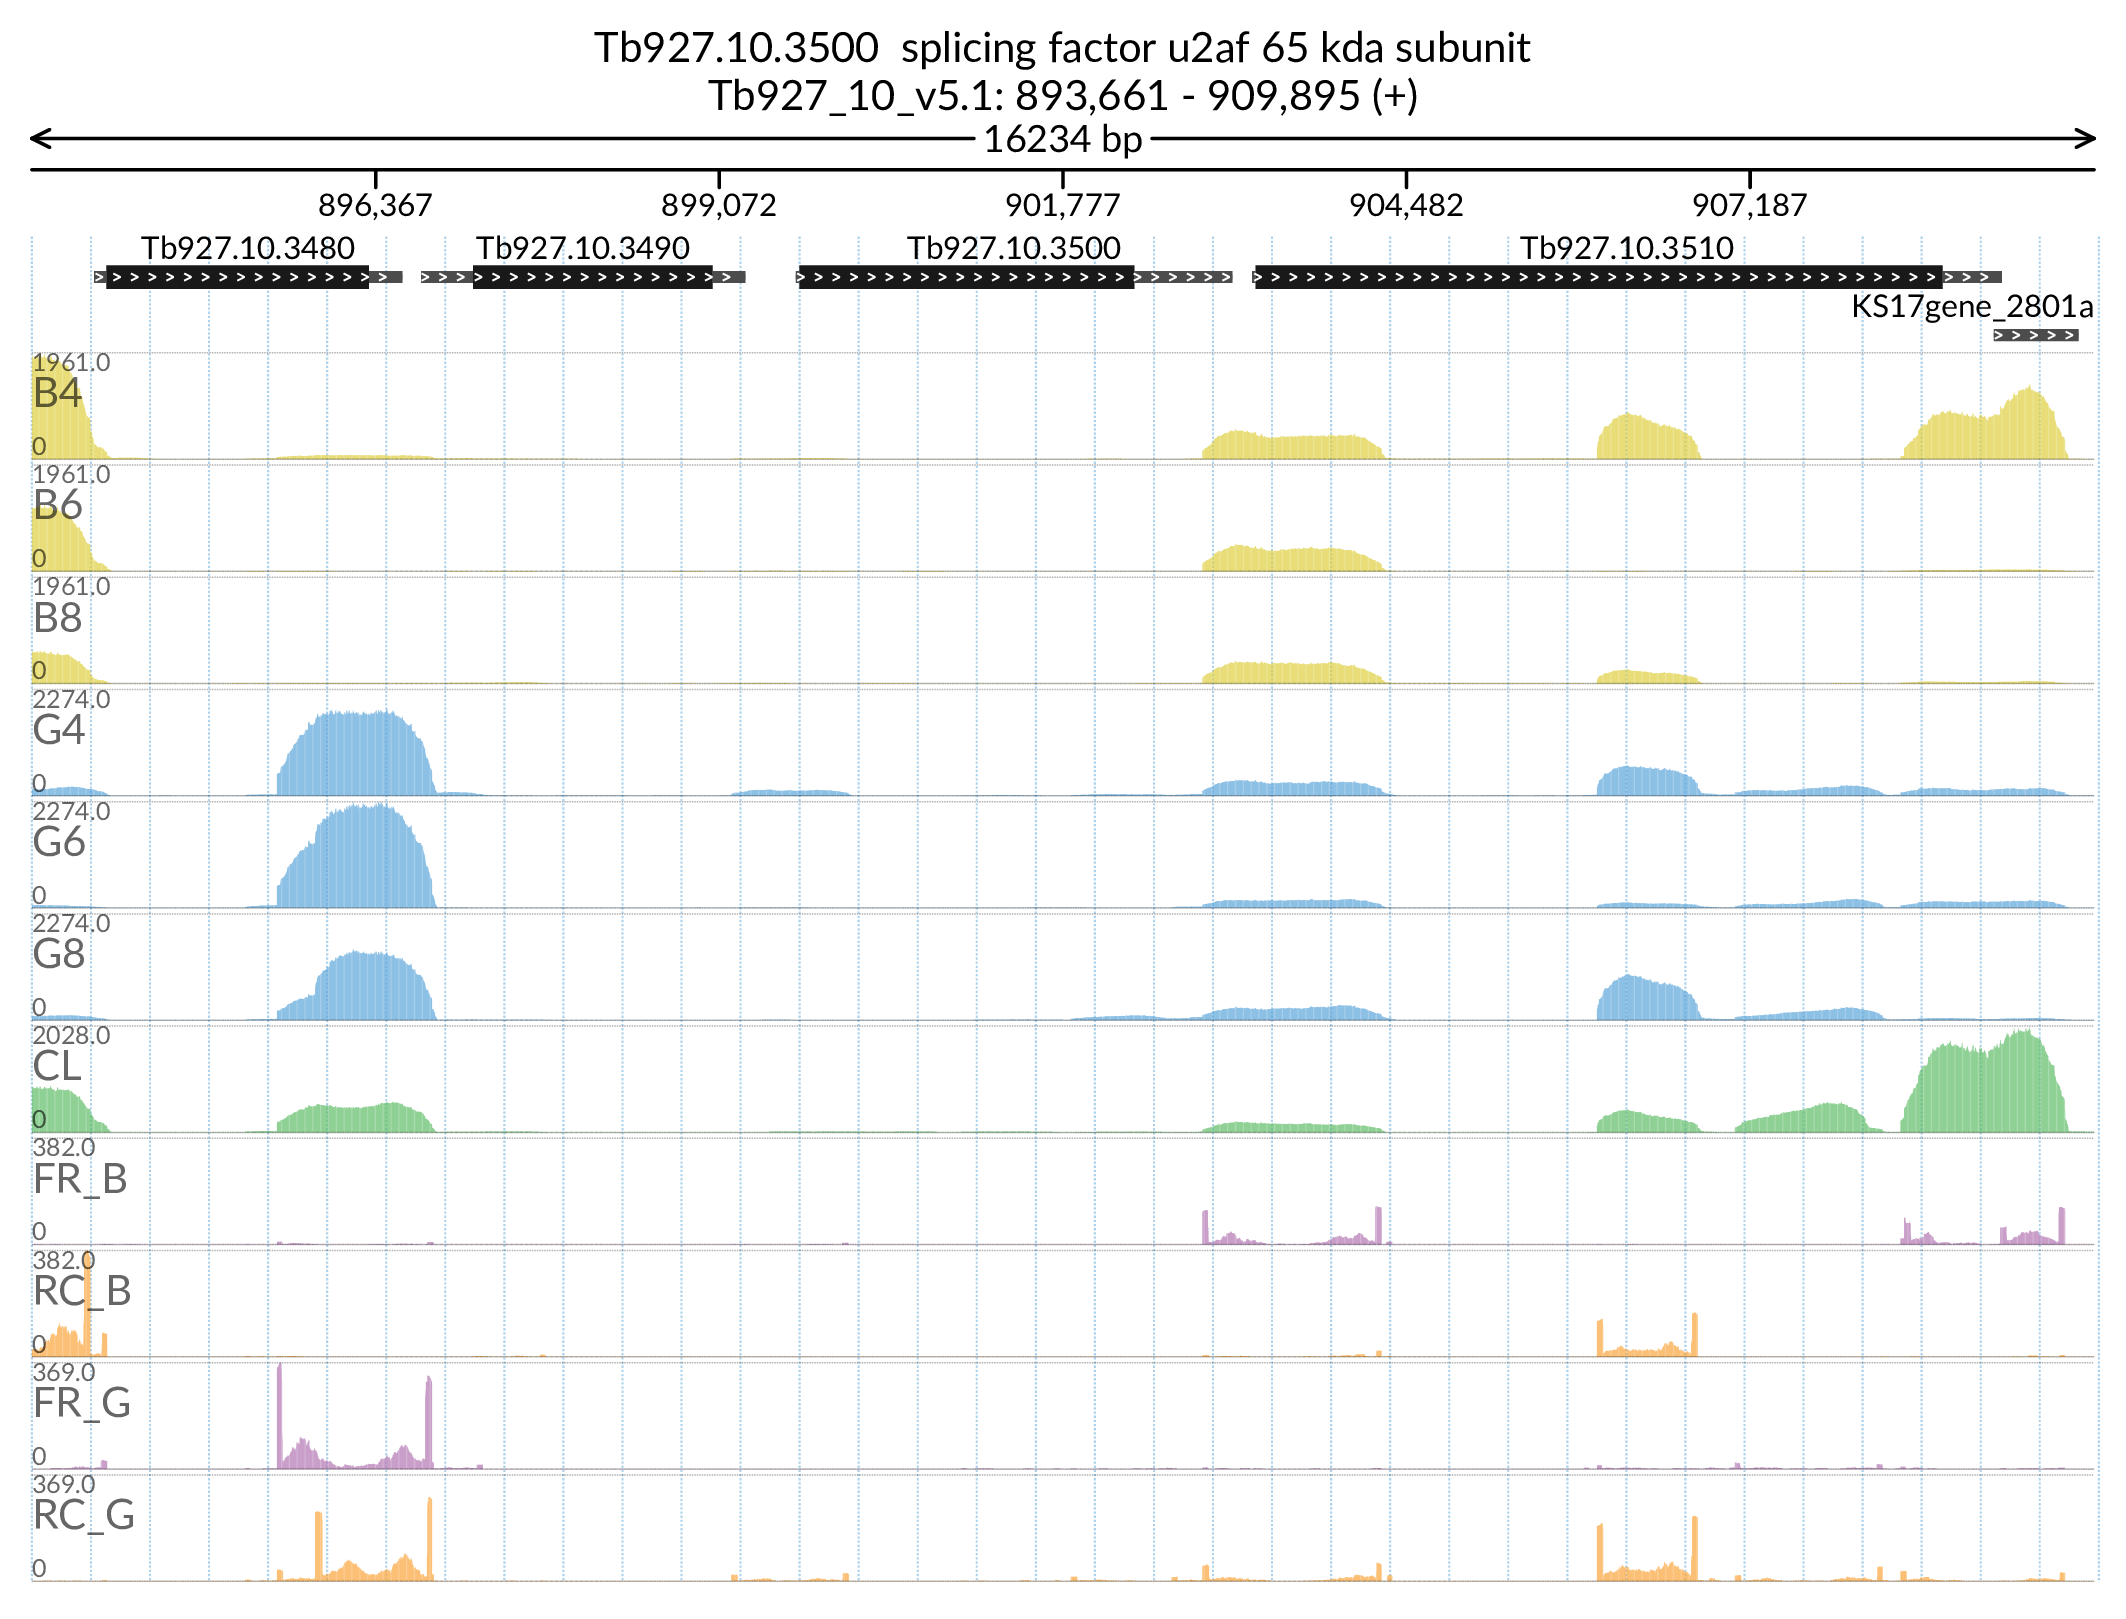 Tb927.10.3500  splicing factor u2af 65 kda subunit
Tb927_10_v5.1: 893,661 - 909,895 (+)
16234 bp
896,367 899,072 901,777 904,482 907,187
Tb927.10.3480 Tb927.10.3490 Tb927.10.3500 Tb927.10.3510
KS17gene_2801a
1961.0
B4
0
1961.0
B6
0
1961.0
B8
0
2274.0
G4
0
2274.0
G6
0
2274.0
G8
0
2028.0
CL
0
382.0
FR_B
0
382.0
RC_B
0
369.0
FR_G
0
369.0
RC_G
0